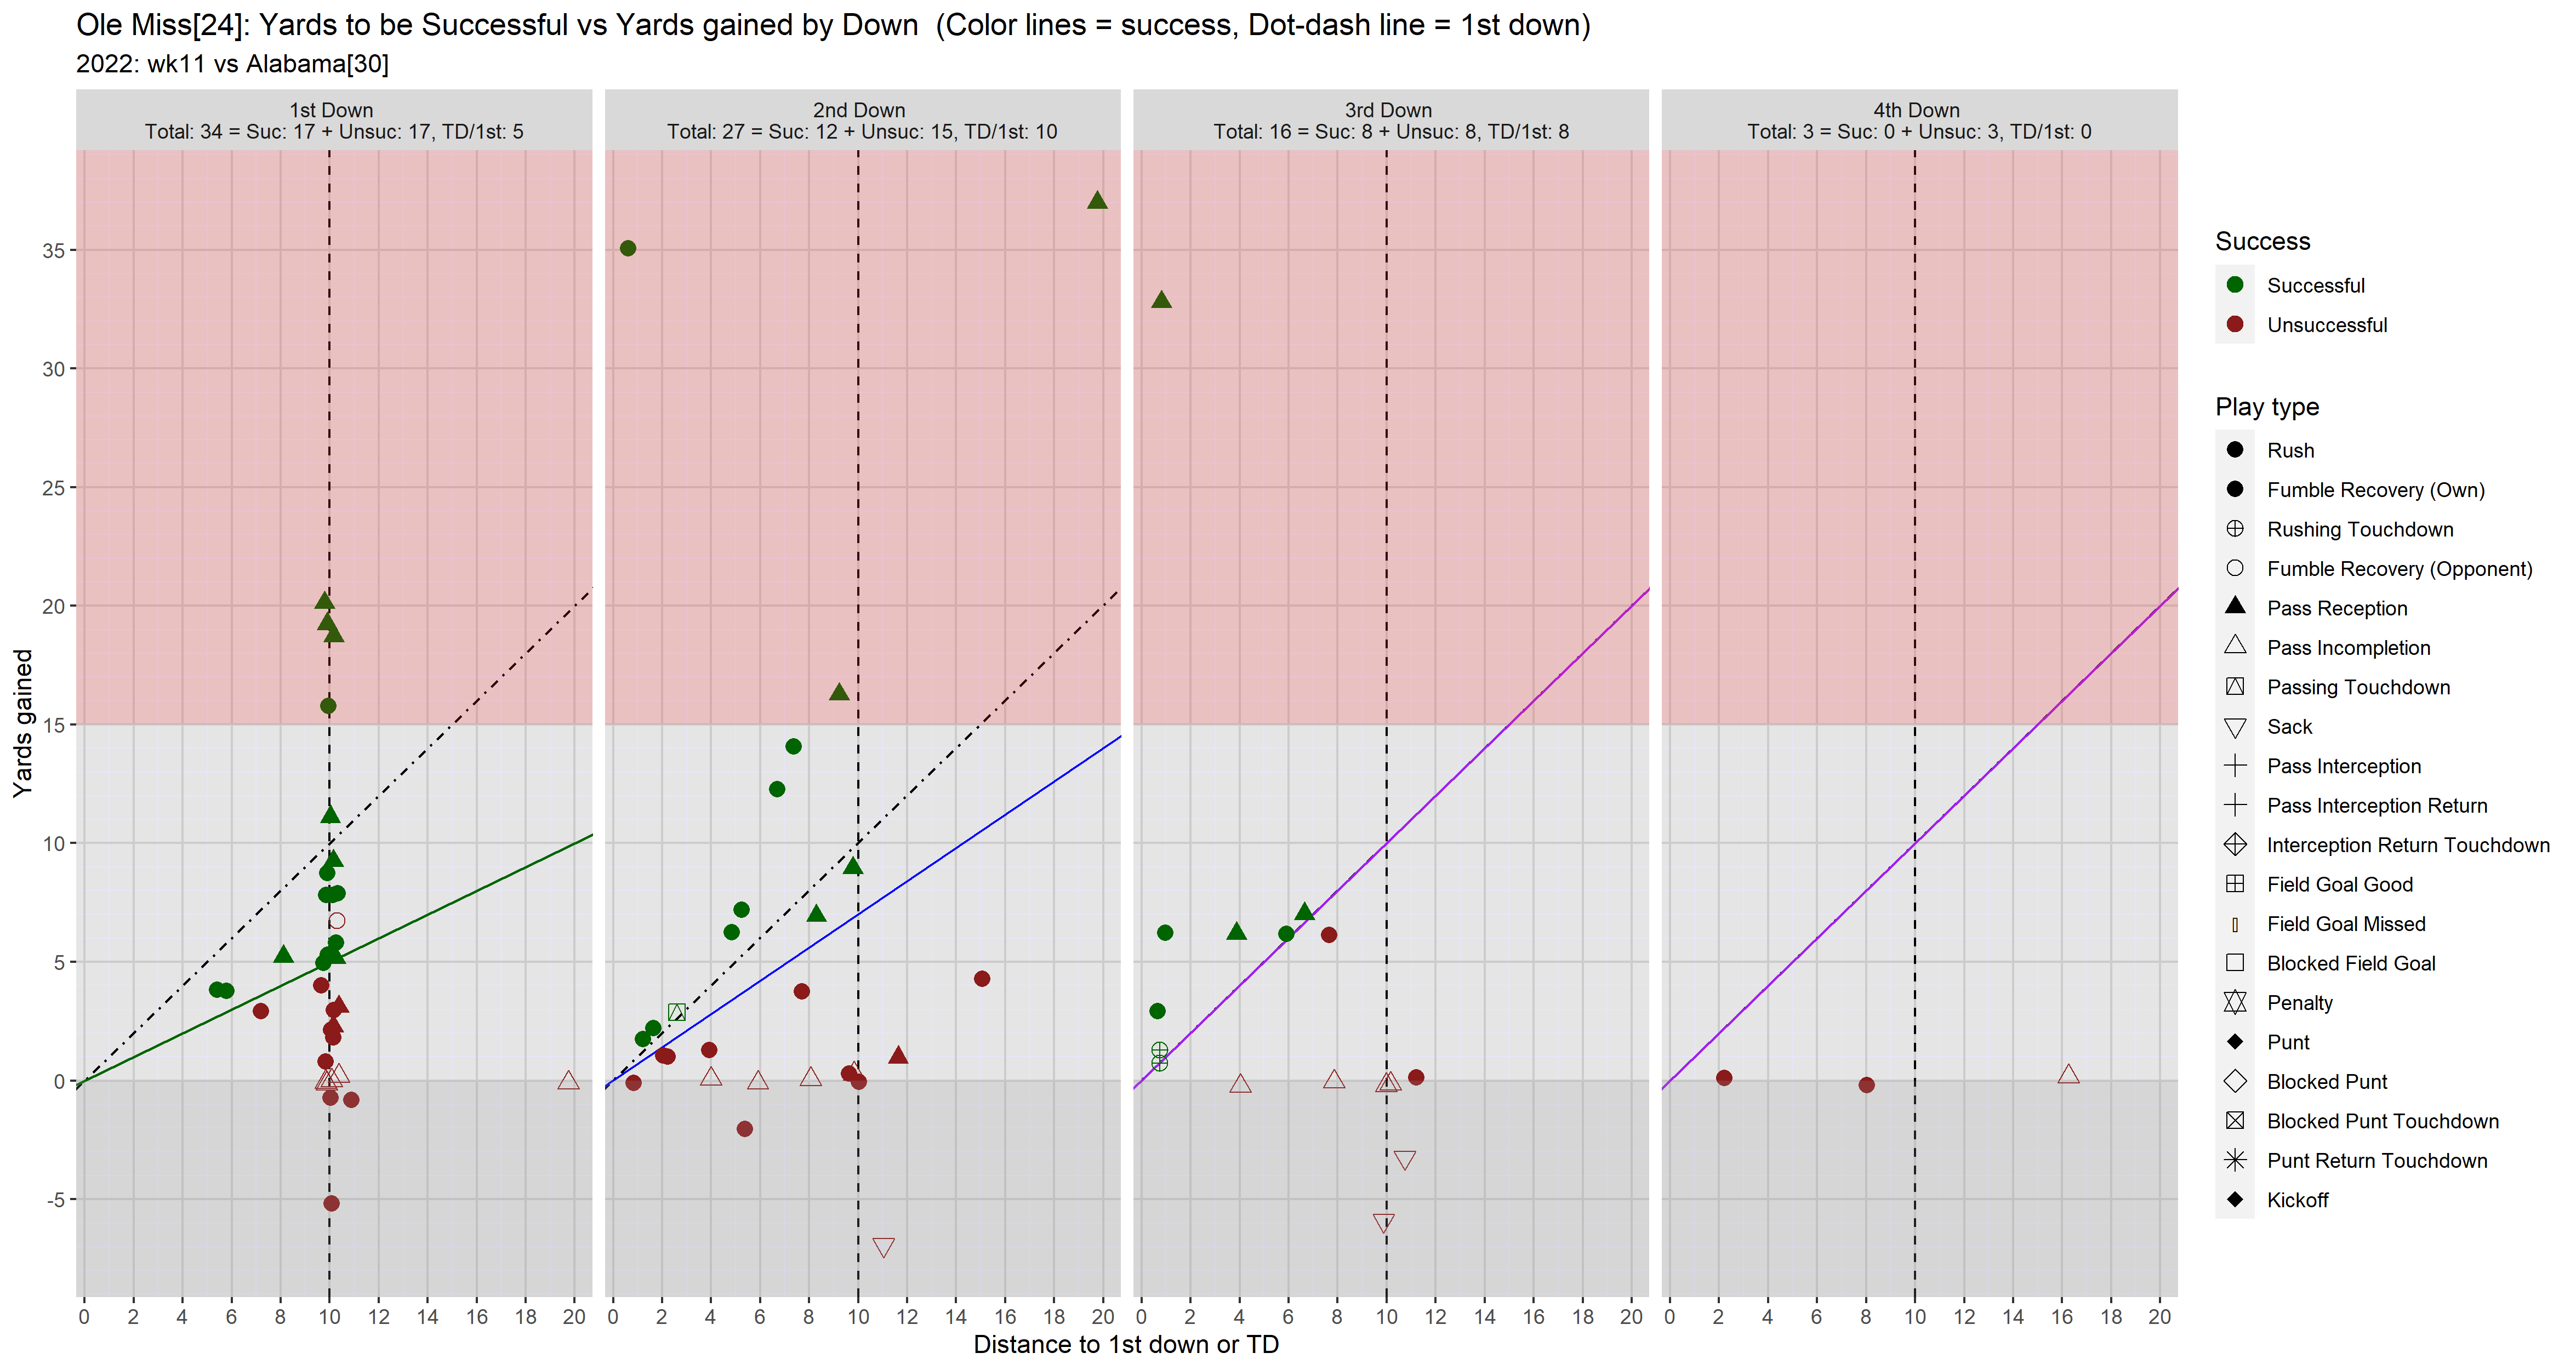 Ole Miss[24]: Yards to be Successful vs Yards gained by Down  (Color lines = success, Dot-dash line = 1st down)
2022: wk11 vs Alabama[30]
1st Down
Total: 34 = Suc: 17 + Unsuc: 17, TD/1st: 5
2nd Down
Total: 27 = Suc: 12 + Unsuc: 15, TD/1st: 10
3rd Down
Total: 16 = Suc: 8 + Unsuc: 8, TD/1st: 8
4th Down
Total: 3 = Suc: 0 + Unsuc: 3, TD/1st: 0
Yards gained
35
30
25
20
15
10
5
0
-5
0 2 4 6 8 10 12 14 16 18 20
0 2 4 6 8 10 12 14 16 18 20
0 2 4 6 8 10 12 14 16 18 20
0 2 4 6 8 10 12 14 16 18 20
Distance to 1st down or TD
Success
Successful
Unsuccessful
Play type
Rush
Fumble Recovery (Own)
Rushing Touchdown
Fumble Recovery (Opponent)
Pass Reception
Pass Incompletion
Passing Touchdown
Sack
Pass Interception
Pass Interception Return
Interception Return Touchdown
Field Goal Good
Field Goal Missed
Blocked Field Goal
Penalty
Punt
Blocked Punt
Blocked Punt Touchdown
Punt Return Touchdown
Kickoff